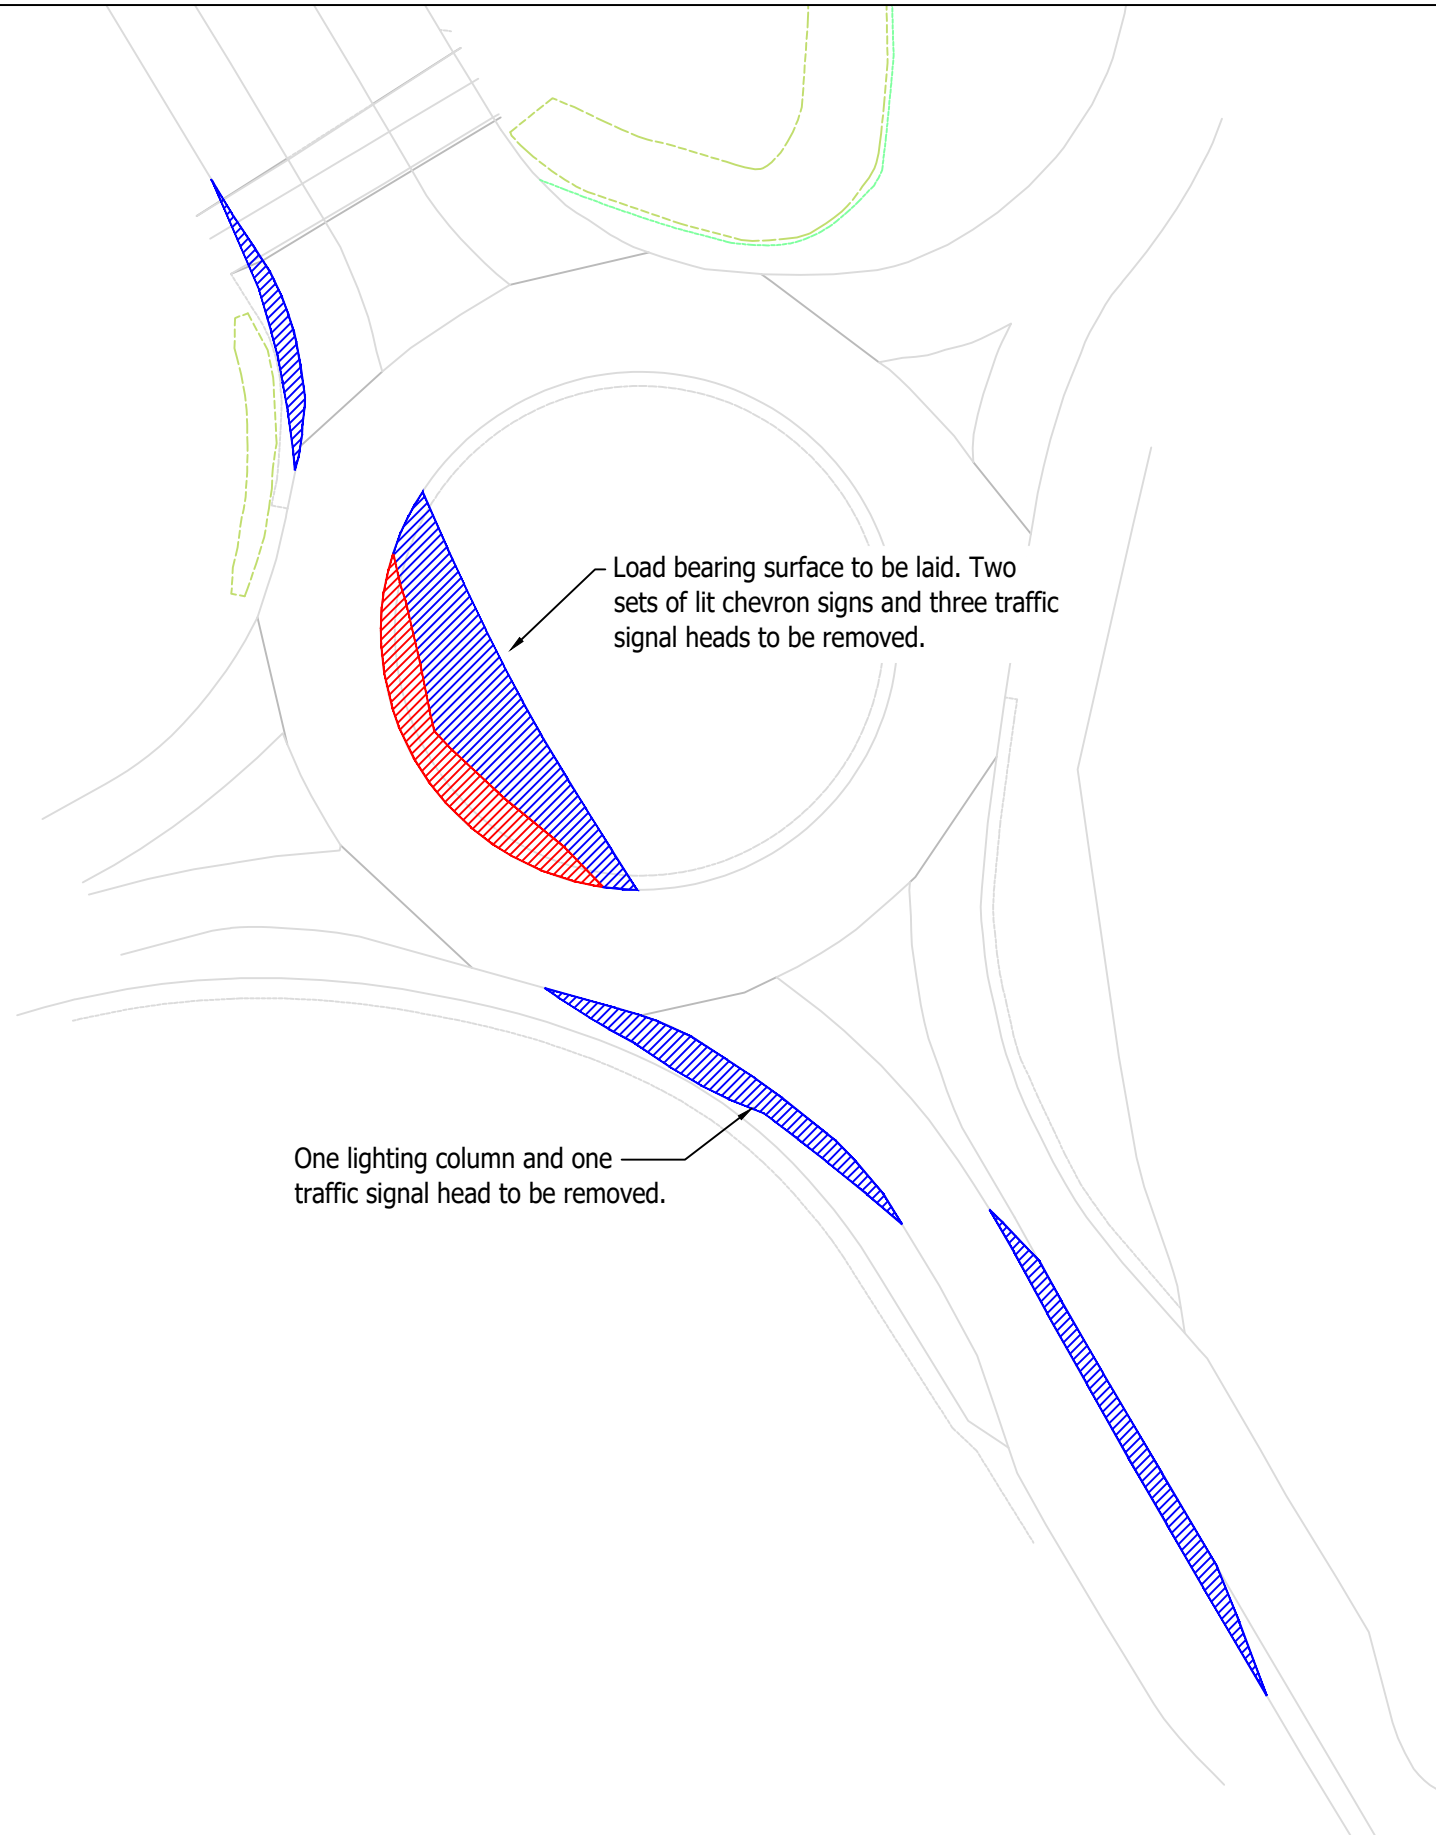 Load bearing surface to be laid. Two
sets of lit chevron signs and three traffic
signal heads to be removed.
One lighting column and one
traffic signal head to be removed.